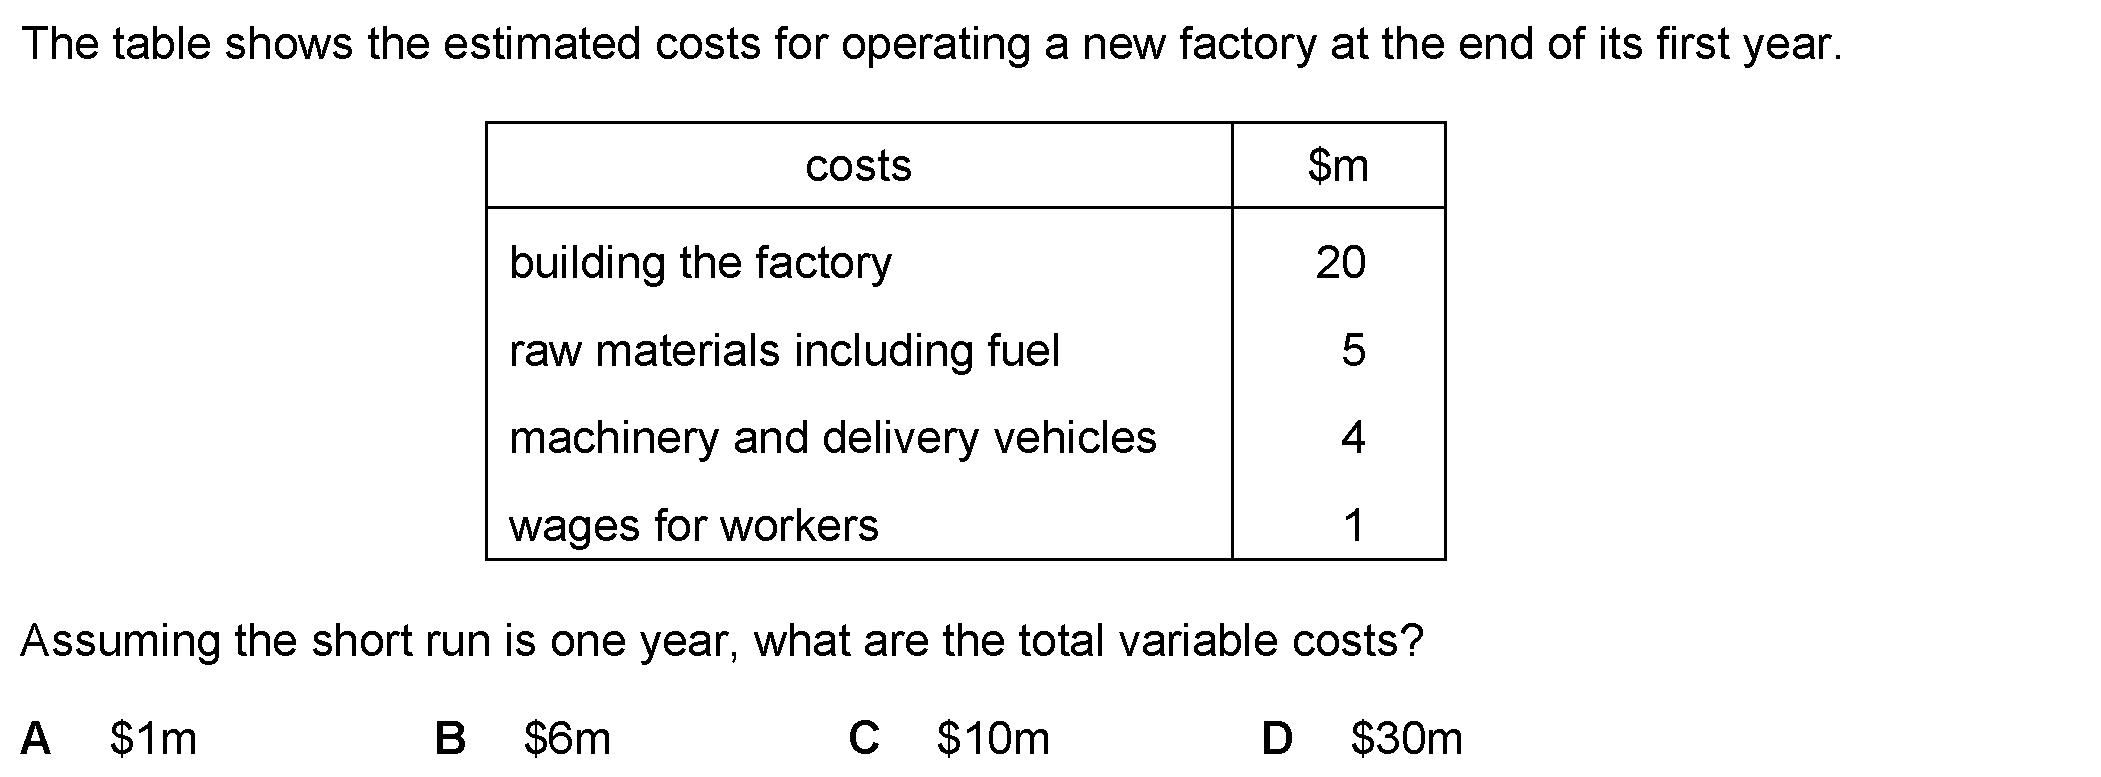 The table shows the estimated costs for operating a new factory at the end of its first year.
costs $m
building the factory 20
raw materials including fuel 5
machinery and delivery vehicles 4
wages for workers 1
Assuming the short run is one year, what are the total variable costs?
A $1m B $6m C $10m D $30m